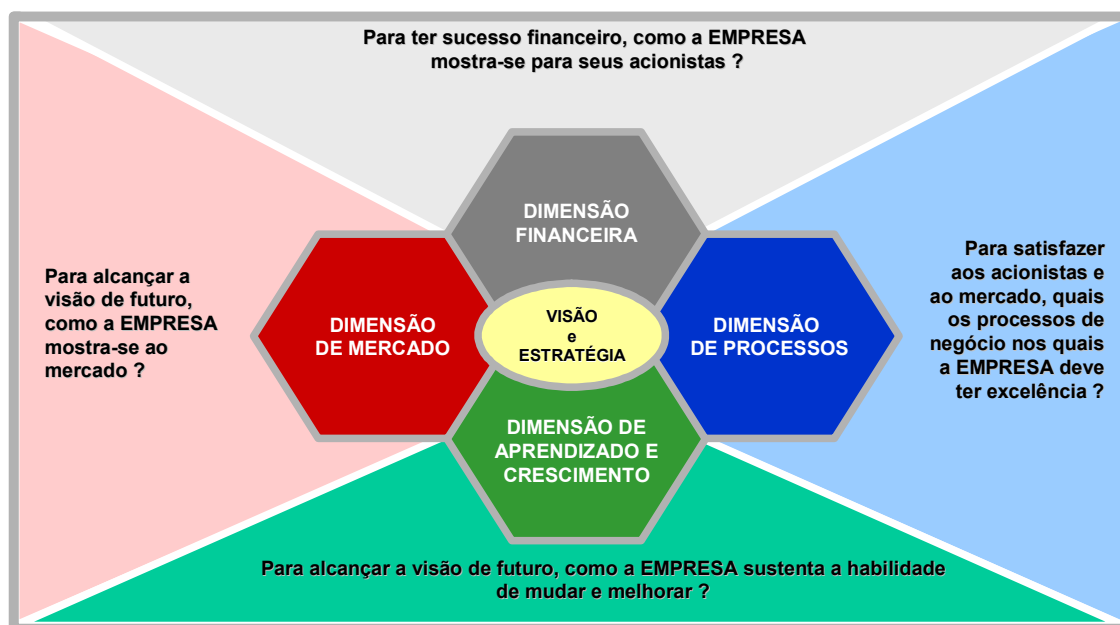 Para ter sucesso financeiro, como a EMPRESA
mostra-se para seus acionistas ?
DIMENSÃO
FINANCEIRA
Para alcançar a
visão de futuro,
como a EMPRESA
mostra-se ao
mercado ?
DIMENSÃO
DE MERCADO
VISÃO
e
ESTRATÉGIA
DIMENSÃO
DE PROCESSOS
Para satisfazer
aos acionistas e
ao mercado, quais
os processos de
negócio nos quais
a EMPRESA deve
ter excelência ?
DIMENSÃO DE
APRENDIZADO E
CRESCIMENTO
Para alcançar a visão de futuro, como a EMPRESA sustenta a habilidade
de mudar e melhorar ?